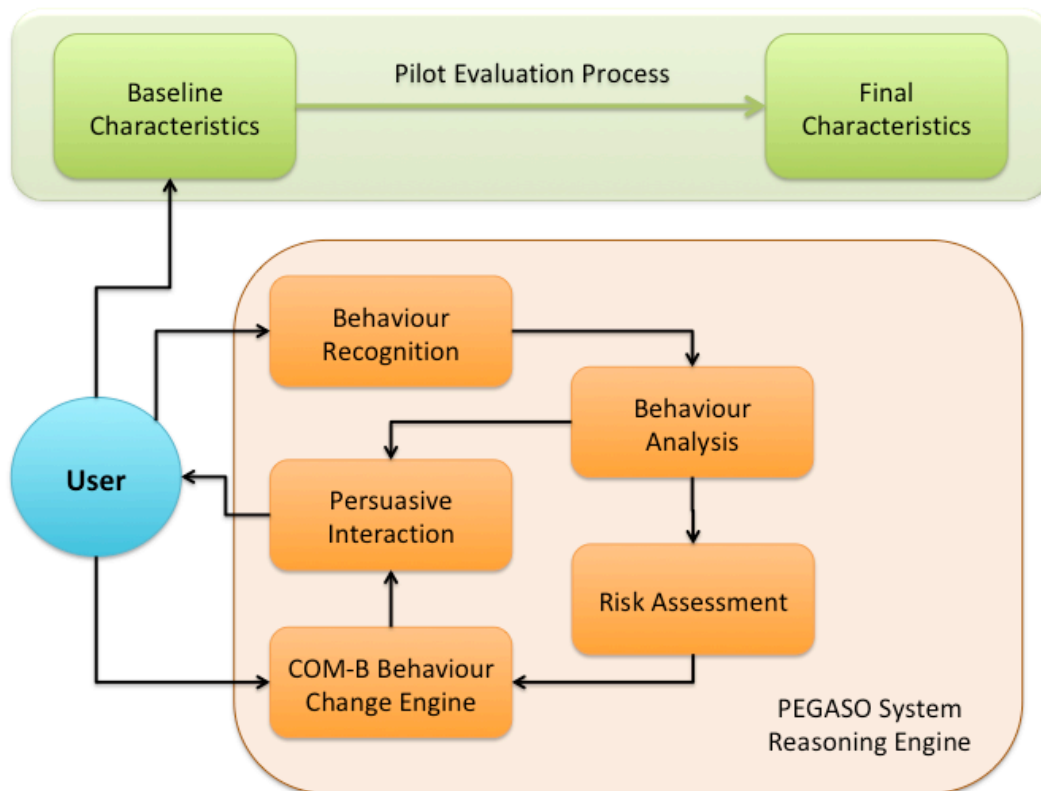 Baseline
Characteristics
Pilot Evaluation Process
Final
Characteristics
Behaviour
Recognition
Behaviour
Analysis
User
Persuasive
Interaction
Risk Assessment
COM-B Behaviour
Change Engine
PEGASO System
Reasoning Engine